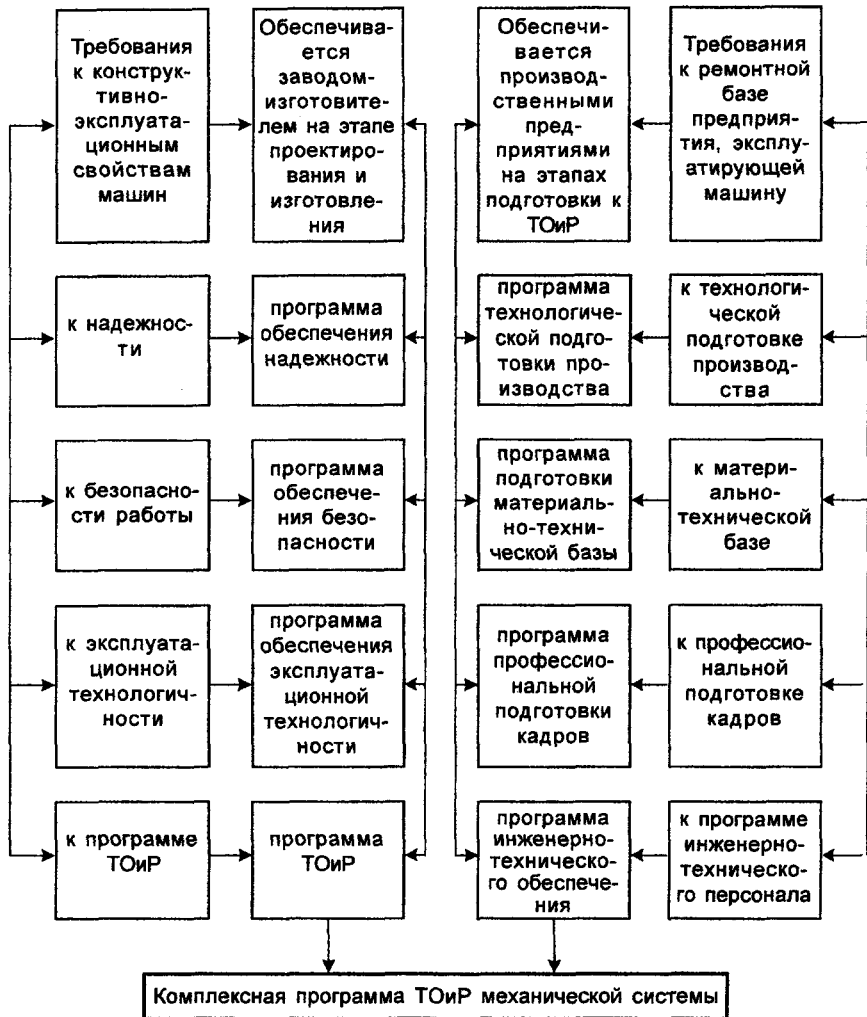 Требования
к конструк-
тивно-
эксплуата-
ционным
свойствам
машин
Обеспечива-
ется
заводом-
изготовите-
лем на этапе
проектиро-
вания и
изготовле-
ния
Обеспечи-
вается
производ-
ственными
пред-
приятиями
на этапах
подготовки к
ТОиР
Требования
к ремонтной
базе
предприя-
тия, эксплу-
атирующей
машину
к надежнос-
ти
программа
обеспечения
надежности
программа
технологиче-
ской подго-
товки про-
изводства
к технологи-
ческой
подготовке
производ-
ства
к безопасно-
сти работы
программа
обеспече-
ния безо-
пасности
программа
подготовки
материаль-
но-техни-
ческой базы
к матери-
ально-
технической
базе
к эксплуата-
ционной
технологич-
ности
программа
обеспечения
эксплуата-
ционной
технологич-
ности
программа
профессио-
нальной
подготовки
кадров
к профессио-
нальной
подготовке
кадров
к программе
ТОиР
программа
ТОиР
программа
инженерно-
техническо-
го обеспече-
ния
к программе
инженерно-
техническо-
го персонала
Комплексная программа ТОиР механической системы